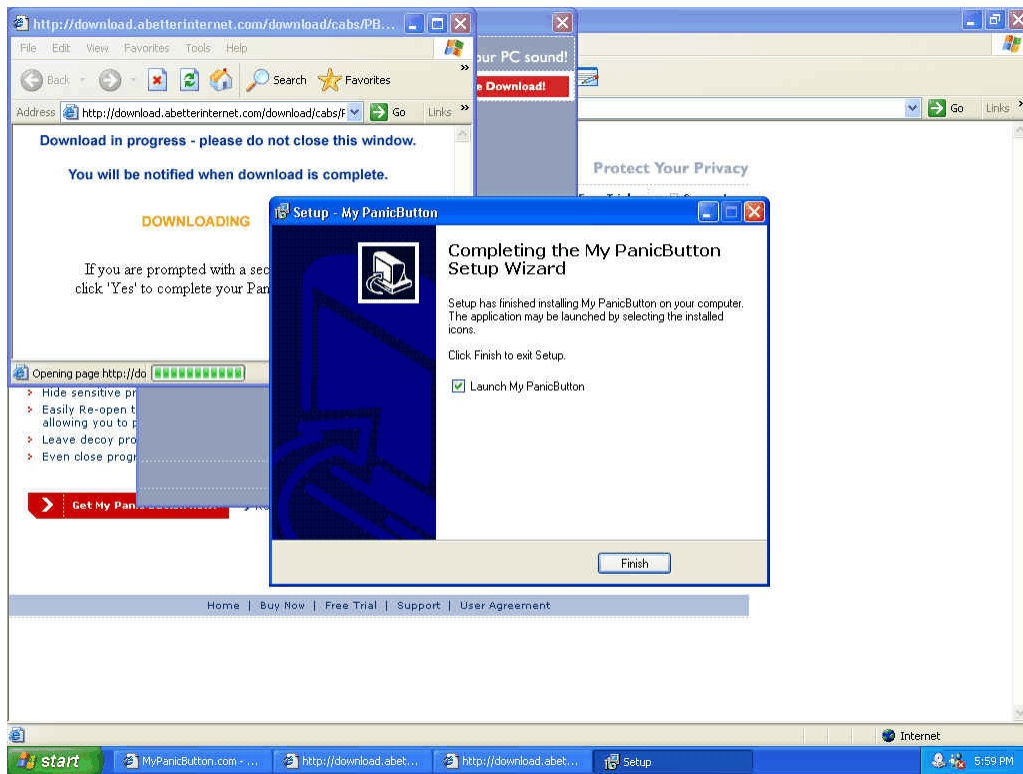 http://download.abetterinternet.com/download/cabs/PB...
File Edit View Favorites Tools Help
Back Search Favorites
Address http://download.abetterinternet.com/download/cabs/F Go Links
Download in progress - please do not close this window.
You will be notified when download is complete.
DOWNLOADING
If you are prompted with a sec
click 'Yes' to complete your Pan
Opening page http://do
ur PC sound!
e Download!
Go Links
Protect Your Privacy
Setup - My PanicButton
Completing the My PanicButton
Setup Wizard
Setup has finished installing My PanicButton on your computer.
The application may be launched by selecting the installed
icons.
Click Finish to exit Setup.
Launch My PanicButton
Finish
Hide sensitive pr
Easily Re-open t
allowing you to p
Leave decoy pro
Even close progr
Get My Pan
Home | Buy Now | Free Trial | Support | User Agreement
Internet
start MyPanicButton.com - ... http://download.abet... http://download.abet... Setup 5:59 PM